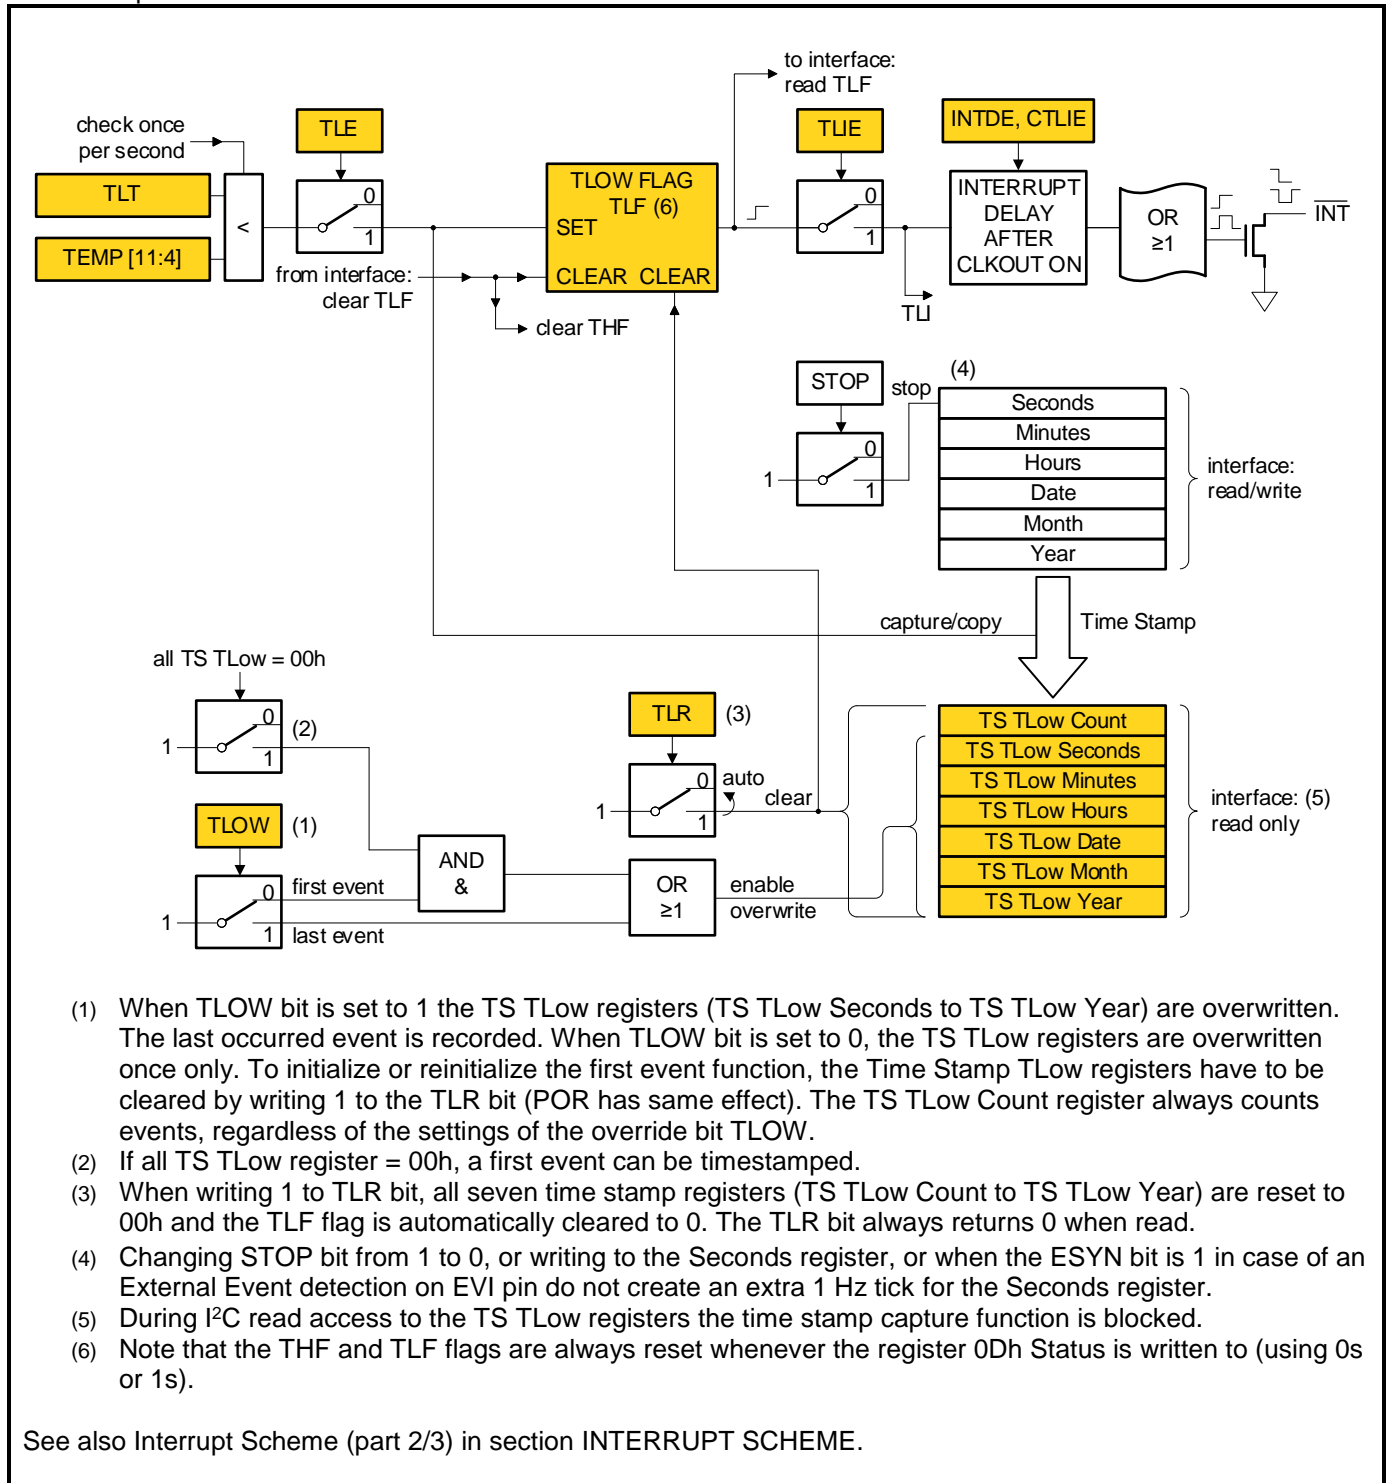 to interface:
read TLF
check once
per second
TLE
TLIE
INTDE, CTLIE
TLT
TEMP [11:4]
<
0
1
TLOW FLAG
TLF (6)
SET
CLEAR CLEAR
0
1
INTERRUPT
DELAY
AFTER
CLKOUT ON
OR
≥1
INT
from interface:
clear TLF
clear THF
TLI
STOP
stop
(4)
0
1
1
Seconds
Minutes
Hours
Date
Month
Year
interface:
read/write
capture/copy
Time Stamp
all TS TLow = 00h
1
0
1
(2)
TLR
(3)
1
0
1
auto
clear
TS TLow Count
TS TLow Seconds
TS TLow Minutes
TS TLow Hours
TS TLow Date
TS TLow Month
TS TLow Year
interface: (5)
read only
TLOW
(1)
1
0
1
first event
last event
AND
&
OR
≥1
enable
overwrite
(1) When TLOW bit is set to 1 the TS TLow registers (TS TLow Seconds to TS TLow Year) are overwritten.
The last occurred event is recorded. When TLOW bit is set to 0, the TS TLow registers are overwritten
once only. To initialize or reinitialize the first event function, the Time Stamp TLow registers have to be
cleared by writing 1 to the TLR bit (POR has same effect). The TS TLow Count register always counts
events, regardless of the settings of the override bit TLOW.
(2) If all TS TLow register = 00h, a first event can be timestamped.
(3) When writing 1 to TLR bit, all seven time stamp registers (TS TLow Count to TS TLow Year) are reset to
00h and the TLF flag is automatically cleared to 0. The TLR bit always returns 0 when read.
(4) Changing STOP bit from 1 to 0, or writing to the Seconds register, or when the ESYN bit is 1 in case of an
External Event detection on EVI pin do not create an extra 1 Hz tick for the Seconds register.
(5) During I²C read access to the TS TLow registers the time stamp capture function is blocked.
(6) Note that the THF and TLF flags are always reset whenever the register 0Dh Status is written to (using 0s
or 1s).
See also Interrupt Scheme (part 2/3) in section INTERRUPT SCHEME.